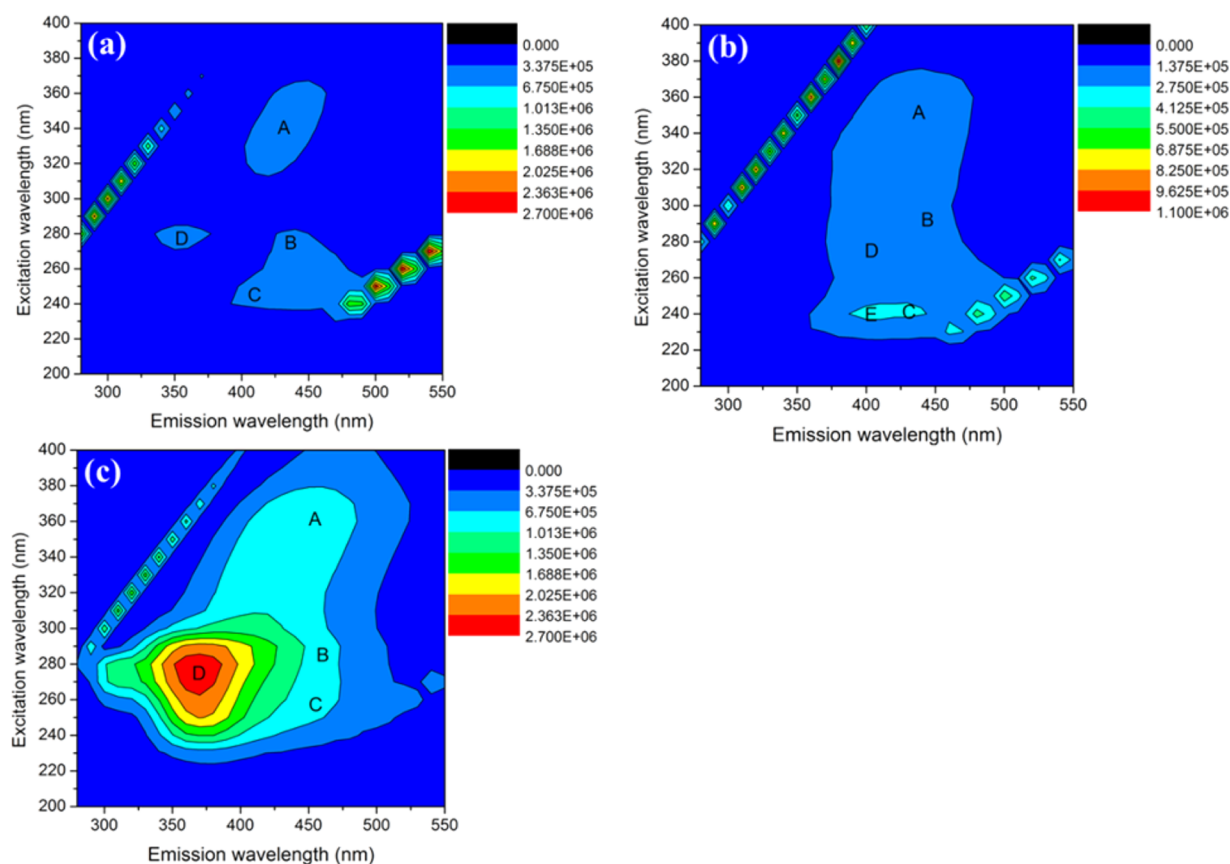 (a)
400
380
360
340
320
300
280
260
240
220
200
Excitation wavelength (nm)
300
350
400
450
500
550
Emission wavelength (nm)
A
D
B
C
0.000
3.375E+05
6.750E+05
1.013E+06
1.350E+06
1.688E+06
2.025E+06
2.363E+06
2.700E+06
(b)
400
380
360
340
320
300
280
260
240
220
200
Excitation wavelength (nm)
300
350
400
450
500
550
Emission wavelength (nm)
A
B
D
E
C
0.000
1.375E+05
2.750E+05
4.125E+05
5.500E+05
6.875E+05
8.250E+05
9.625E+05
1.100E+06
(c)
400
380
360
340
320
300
280
260
240
220
200
Excitation wavelength (nm)
300
350
400
450
500
550
Emission wavelength (nm)
A
B
D
C
0.000
3.375E+05
6.750E+05
1.013E+06
1.350E+06
1.688E+06
2.025E+06
2.363E+06
2.700E+06